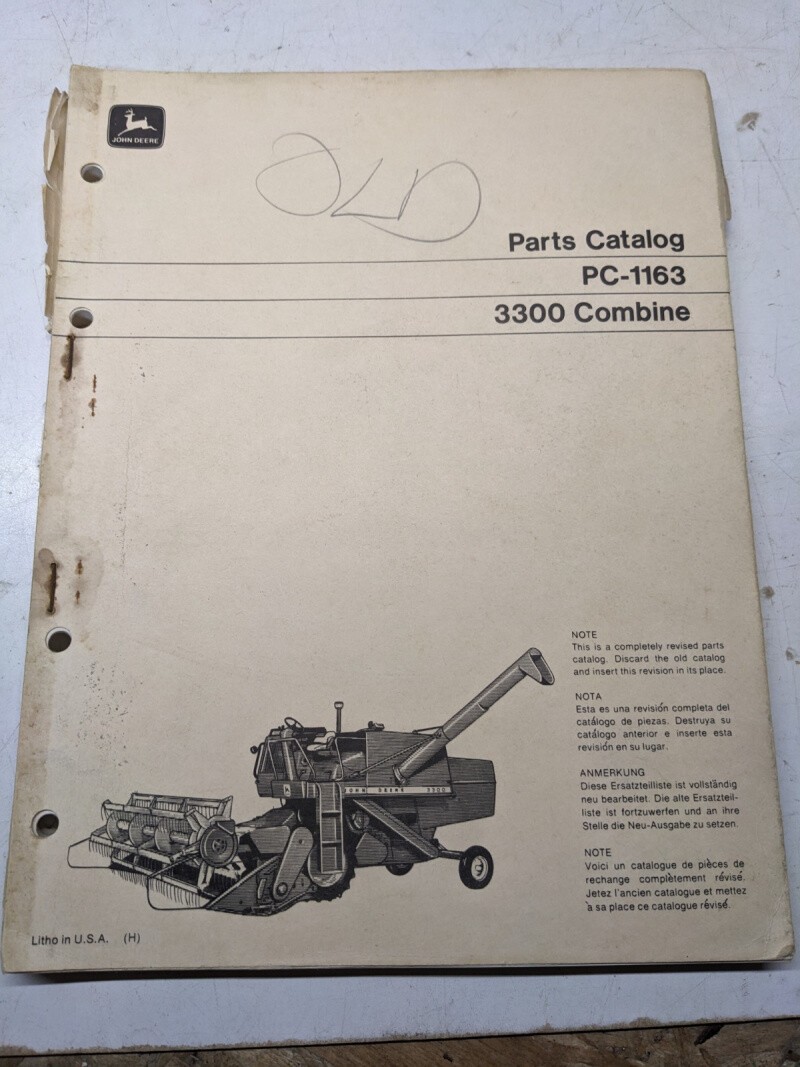 JOHN DEERE
OLD
Parts Catalog
PC-1163
3300 Combine
NOTE
This is a completely revised parts
catalog. Discard the old catalog
and insert this revision in its place.
NOTA
Esta es una revisión completa del
catálogo de piezas. Destruya su
catálogo anterior e inserte esta
revisión en su lugar.
ANMERKUNG
Diese Ersatzteilliste ist vollständig
neu bearbeitet. Die alte Ersatzteil-
liste ist fortzuwerfen und an ihre
Stelle die Neu-Ausgabe zu setzen.
NOTE
Voici un catalogue de pièces de
rechange complètement révisé.
Jetez l'ancien catalogue et mettez
à sa place ce catalogue révisé.
JOHN DEERE 3300
Litho in U.S.A. (H)